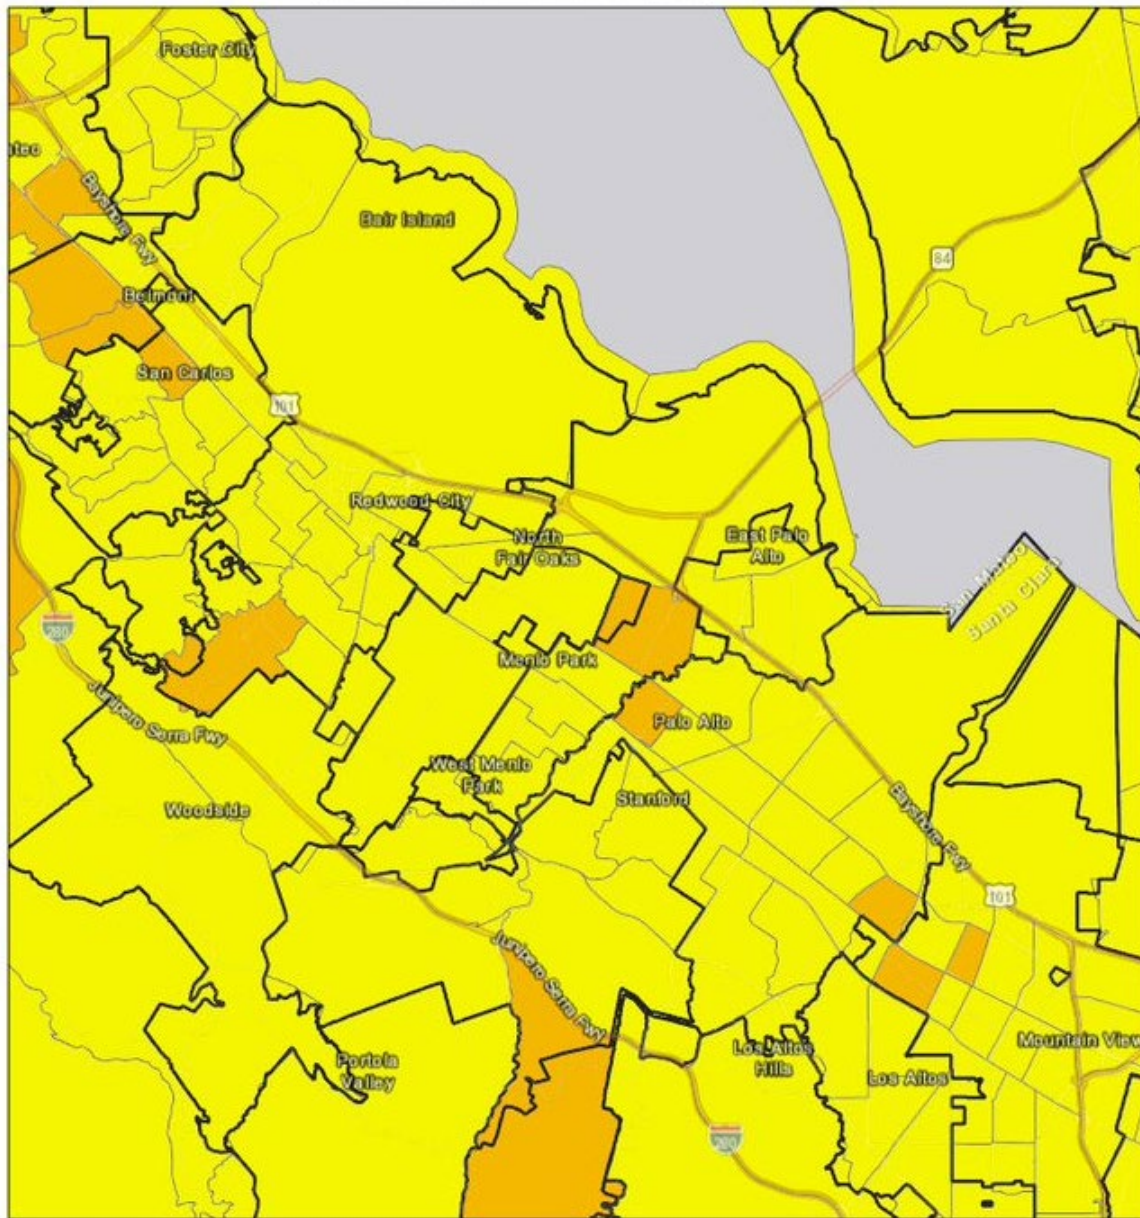 Foster City
ateo
Bayshore Fwy
Bair Island
84
Belmont
San Carlos
101
Redwood City
North
Fair Oaks
East Palo
Alto
San Mateo
Santa Clara
280
Menlo Park
Junipero Serra Fwy
Palo Alto
West Menlo
Park
Woodside
Stanford
Bayshore Fwy
101
Junipero Serra Fwy
Portola
Valley
Los Altos
Hills
Los Altos
Mountain View
280